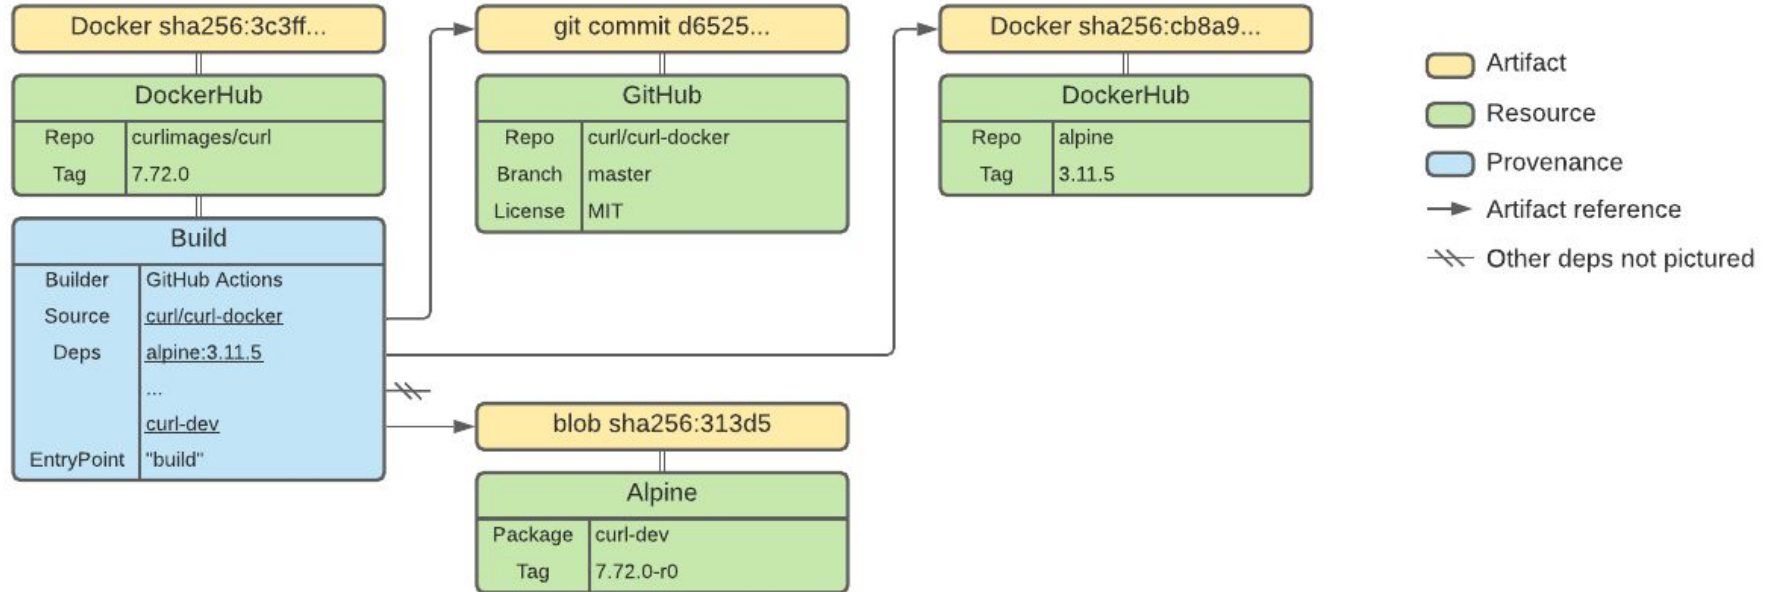 Docker sha256:3c3ff...
DockerHub
Repo curlimages/curl
Tag 7.72.0
Build
Builder GitHub Actions
Source curl/curl-docker
Deps alpine:3.11.5
...
curl-dev
EntryPoint "build"
git commit d6525...
GitHub
Repo curl/curl-docker
Branch master
License MIT
Docker sha256:cb8a9...
DockerHub
Repo alpine
Tag 3.11.5
blob sha256:313d5
Alpine
Package curl-dev
Tag 7.72.0-r0
Artifact
Resource
Provenance
Artifact reference
Other deps not pictured